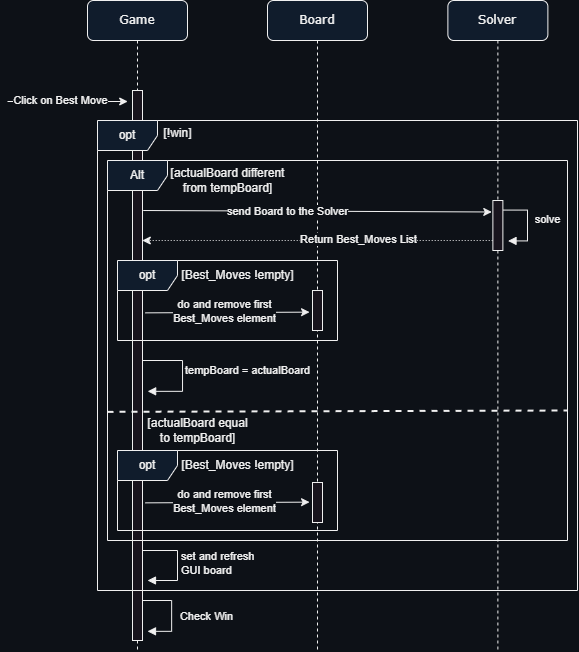 Game
Board
Solver
Click on Best Move
opt
[!win]
Alt
[actualBoard different
from tempBoard]
send Board to the Solver
solve
Return Best_Moves List
opt
[Best_Moves !empty]
do and remove first
Best_Moves element
tempBoard = actualBoard
[actualBoard equal
to tempBoard]
opt
[Best_Moves !empty]
do and remove first
Best_Moves element
set and refresh
GUI board
Check Win